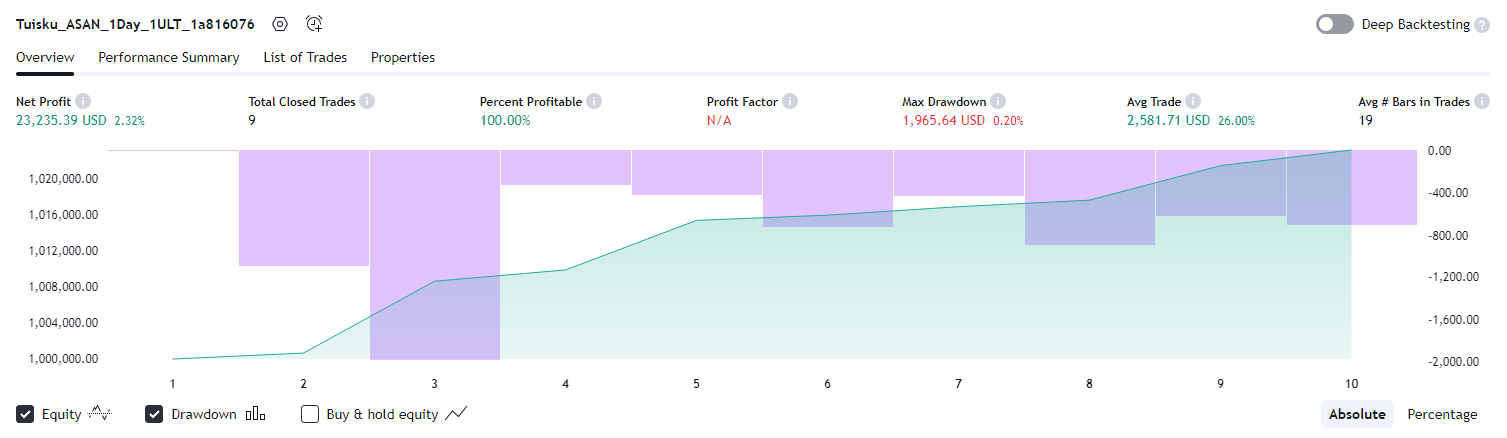 Tuisku_ASAN_1Day_1ULT_1a816076 Deep Backtesting ?
Overview Performance Summary List of Trades Properties
Net Profit i Total Closed Trades i Percent Profitable i Profit Factor i Max Drawdown i Avg Trade i Avg # Bars in Trades i
23,235.39 USD 2.32% 9 100.00% N/A 1,965.64 USD 0.20% 2,581.71 USD 26.00% 19
0.00
1,020,000.00
-400.00
1,016,000.00
-800.00
1,012,000.00
-1,200.00
1,008,000.00
-1,600.00
1,004,000.00
1,000,000.00 -2,000.00
1 2 3 4 5 6 7 8 9 10
Equity Drawdown Buy & hold equity Absolute Percentage